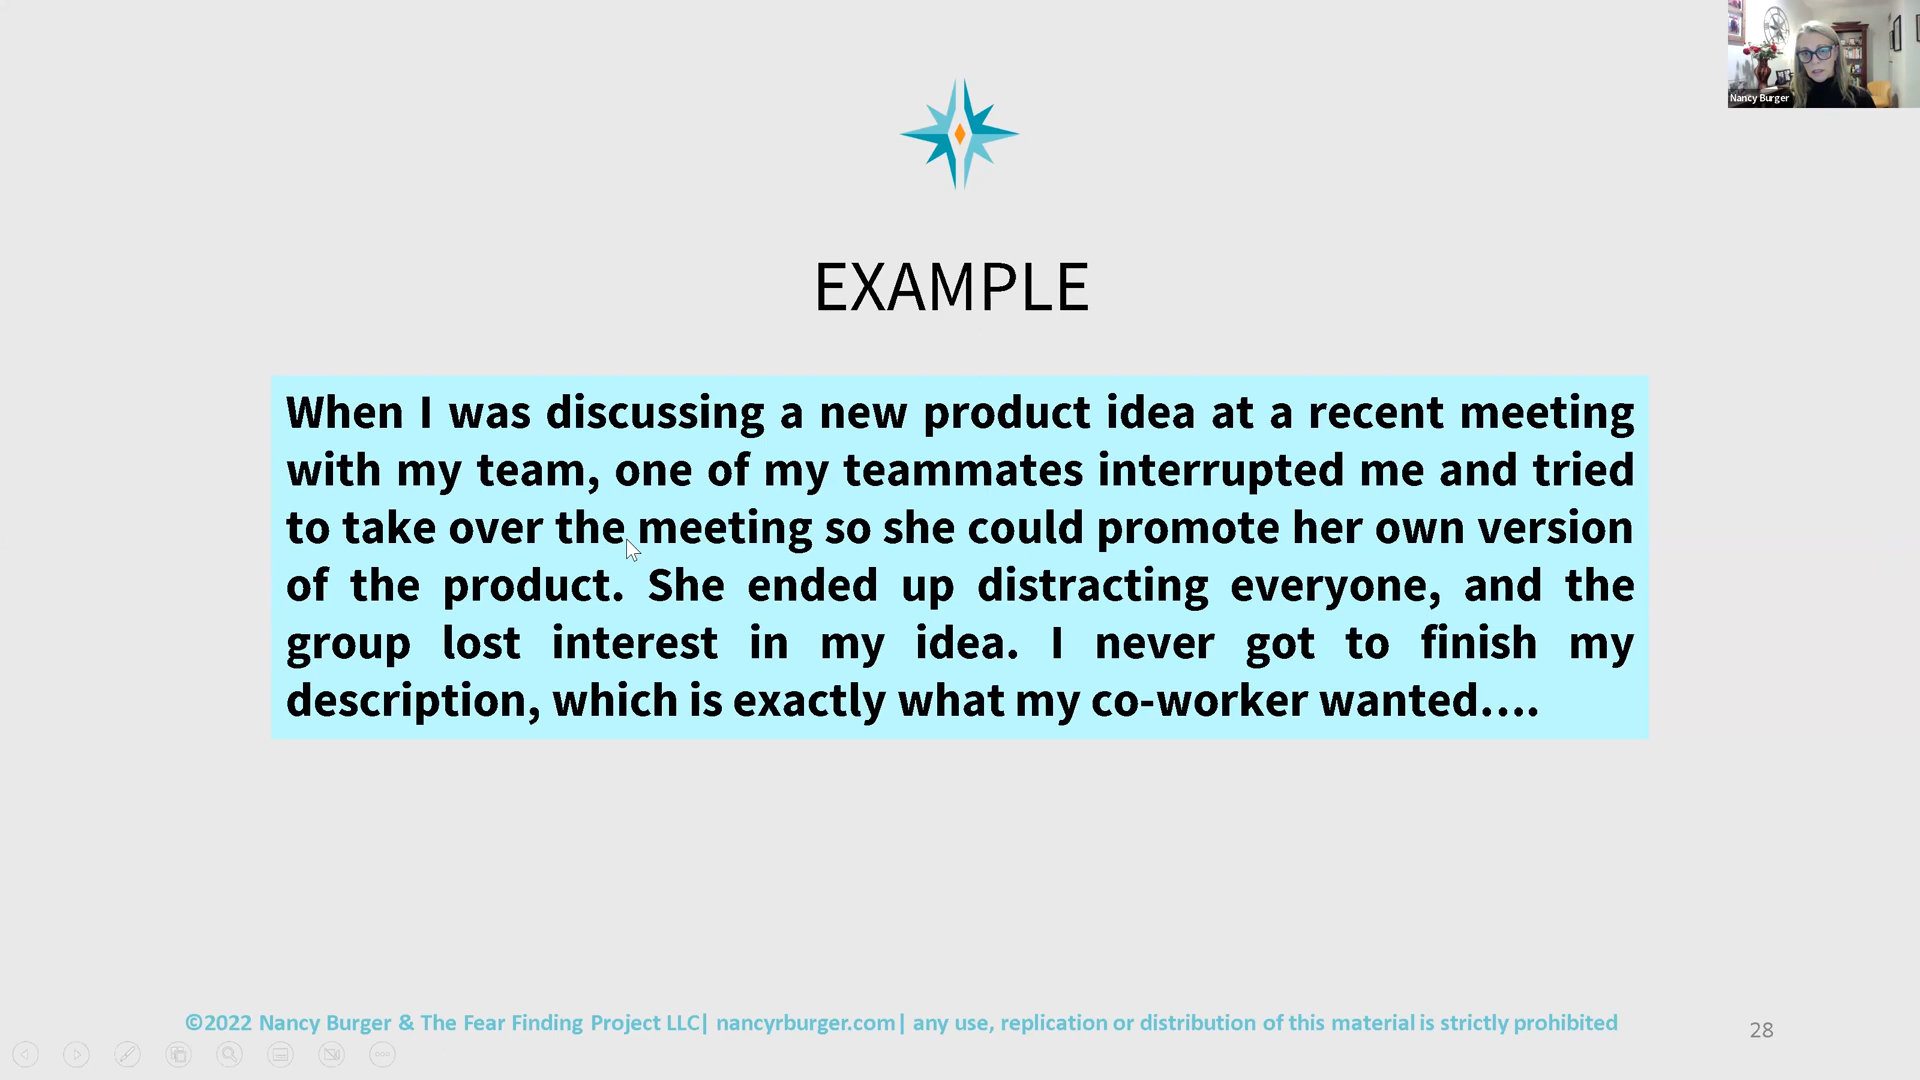 Nancy Burger
EXAMPLE
When I was discussing a new product idea at a recent meeting
with my team, one of my teammates interrupted me and tried
to take over the meeting so she could promote her own version
of the product. She ended up distracting everyone, and the
group lost interest in my idea. I never got to finish my
description, which is exactly what my co-worker wanted....
©2022 Nancy Burger & The Fear Finding Project LLC| nancyrburger.com| any use, replication or distribution of this material is strictly prohibited
28